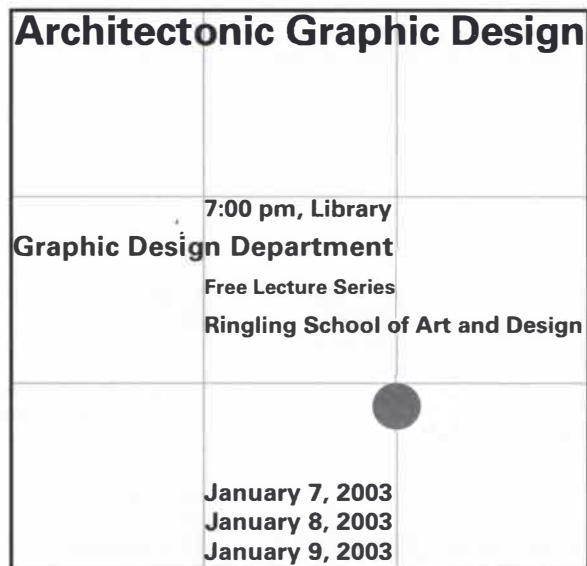 Architectonic Graphic Design
7:00 pm, Library
Graphic Design Department
Free Lecture Series
Ringling School of Art and Design
January 7, 2003
January 8, 2003
January 9, 2003